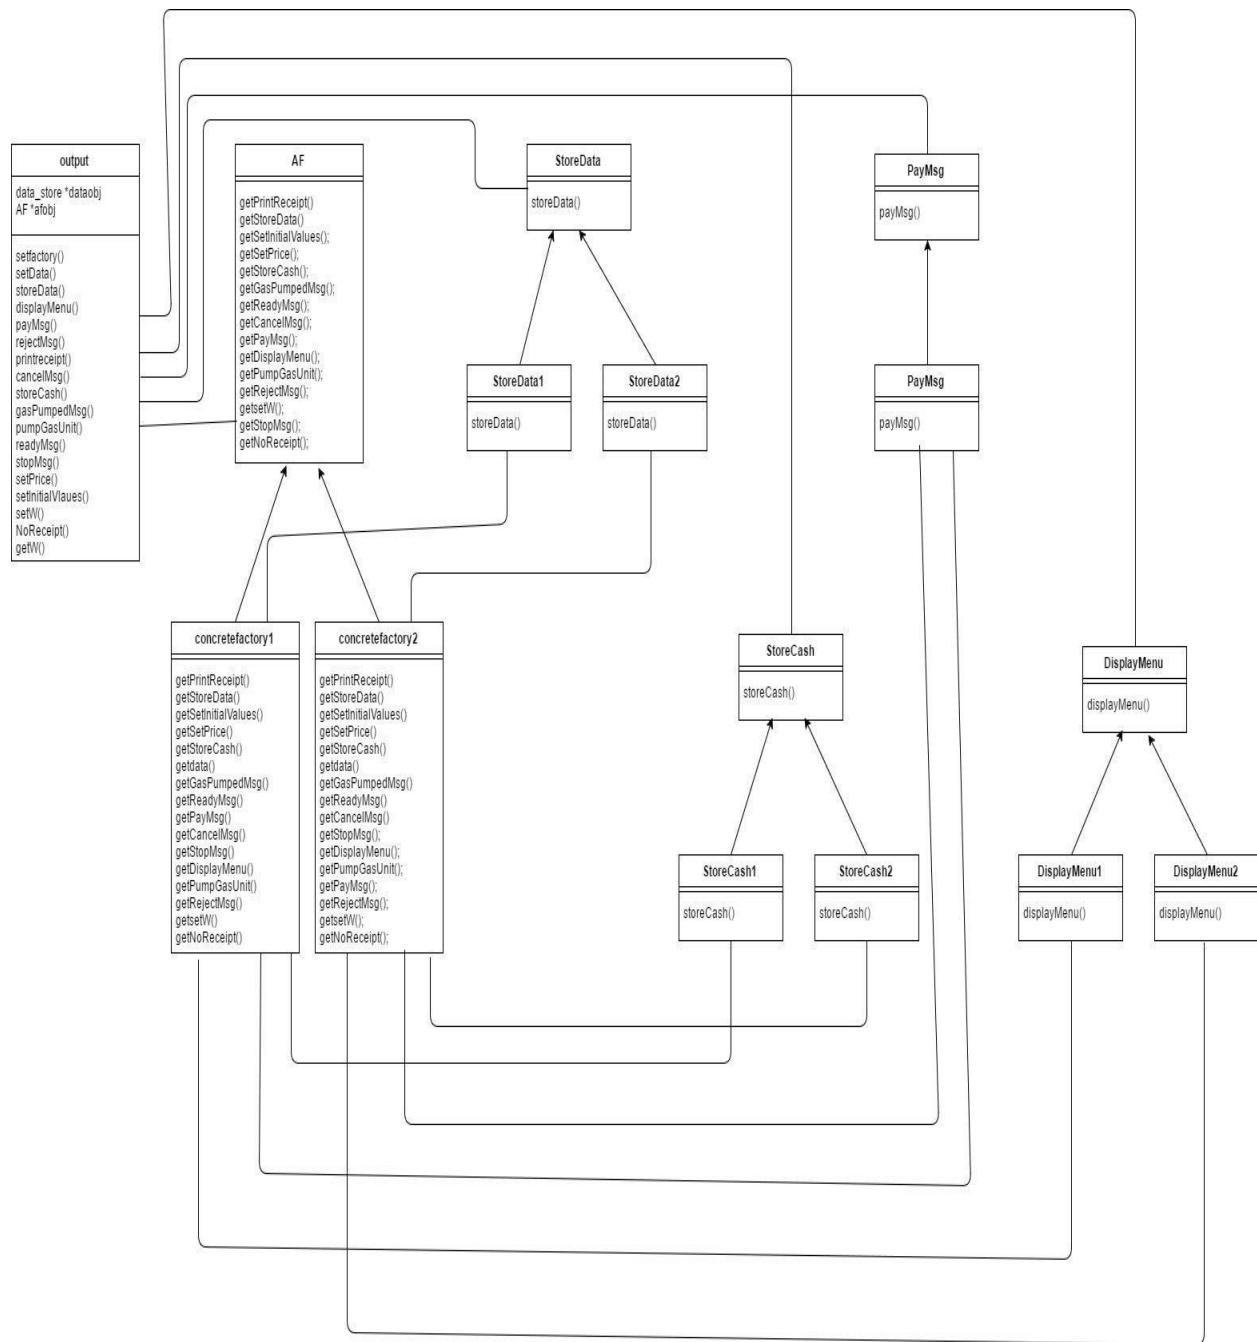 output
data_store *dataobj
AF *afobj
setfactory()
setData()
storeData()
displayMenu()
payMsg()
rejectMsg()
printreceipt()
cancelMsg()
storeCash()
gasPumpedMsg()
pumpGasUnit()
readyMsg()
stopMsg()
setPrice()
setInitialVlaues()
setW()
NoReceipt()
getW()
AF
getPrintReceipt()
getStoreData()
getSetInitialValues();
getSetPrice();
getStoreCash();
getGasPumpedMsg();
getReadyMsg();
getCancelMsg();
getPayMsg();
getDisplayMenu();
getPumpGasUnit();
getRejectMsg();
getsetW();
getStopMsg();
getNoReceipt();
StoreData
storeData()
PayMsg
payMsg()
StoreData1
storeData()
StoreData2
storeData()
PayMsg
payMsg()
concretefactory1
getPrintReceipt()
getStoreData()
getSetInitialValues()
getSetPrice()
getStoreCash()
getdata()
getGasPumpedMsg()
getReadyMsg()
getPayMsg()
getCancelMsg()
getStopMsg()
getDisplayMenu()
getPumpGasUnit()
getRejectMsg()
getsetW()
getNoReceipt()
concretefactory2
getPrintReceipt()
getStoreData()
getSetInitialValues()
getSetPrice()
getStoreCash()
getdata()
getGasPumpedMsg()
getReadyMsg()
getCancelMsg()
getStopMsg();
getDisplayMenu();
getPumpGasUnit();
getPayMsg();
getRejectMsg();
getsetW();
getNoReceipt();
StoreCash
storeCash()
DisplayMenu
displayMenu()
StoreCash1
storeCash()
StoreCash2
storeCash()
DisplayMenu1
displayMenu()
DisplayMenu2
displayMenu()